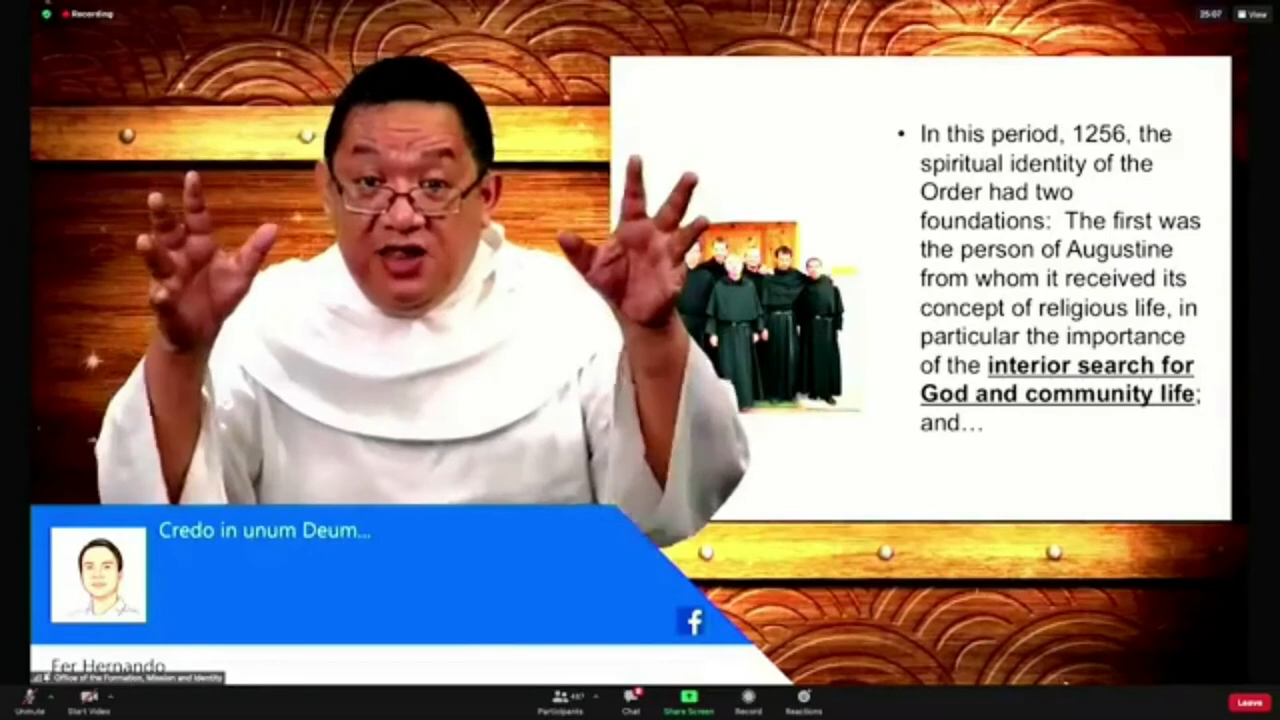 Recording
25:07
View
• In this period, 1256, the
spiritual identity of the
Order had two
foundations: The first was
the person of Augustine
from whom it received its
concept of religious life, in
particular the importance
of the interior search for
God and community life;
and…
Credo in unum Deum...
f
Fer Hernando
Office of the Formation, Mission and Identity
Unmute
Start Video
Participants
Chat
Share Screen
Record
Reactions
Leave